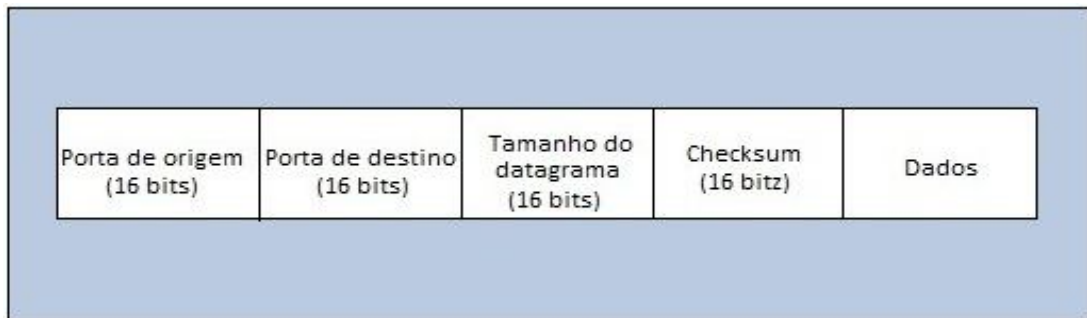 Porta de origem
(16 bits)
Porta de destino
(16 bits)
Tamanho do
datagrama
(16 bits)
Checksum
(16 bitz)
Dados